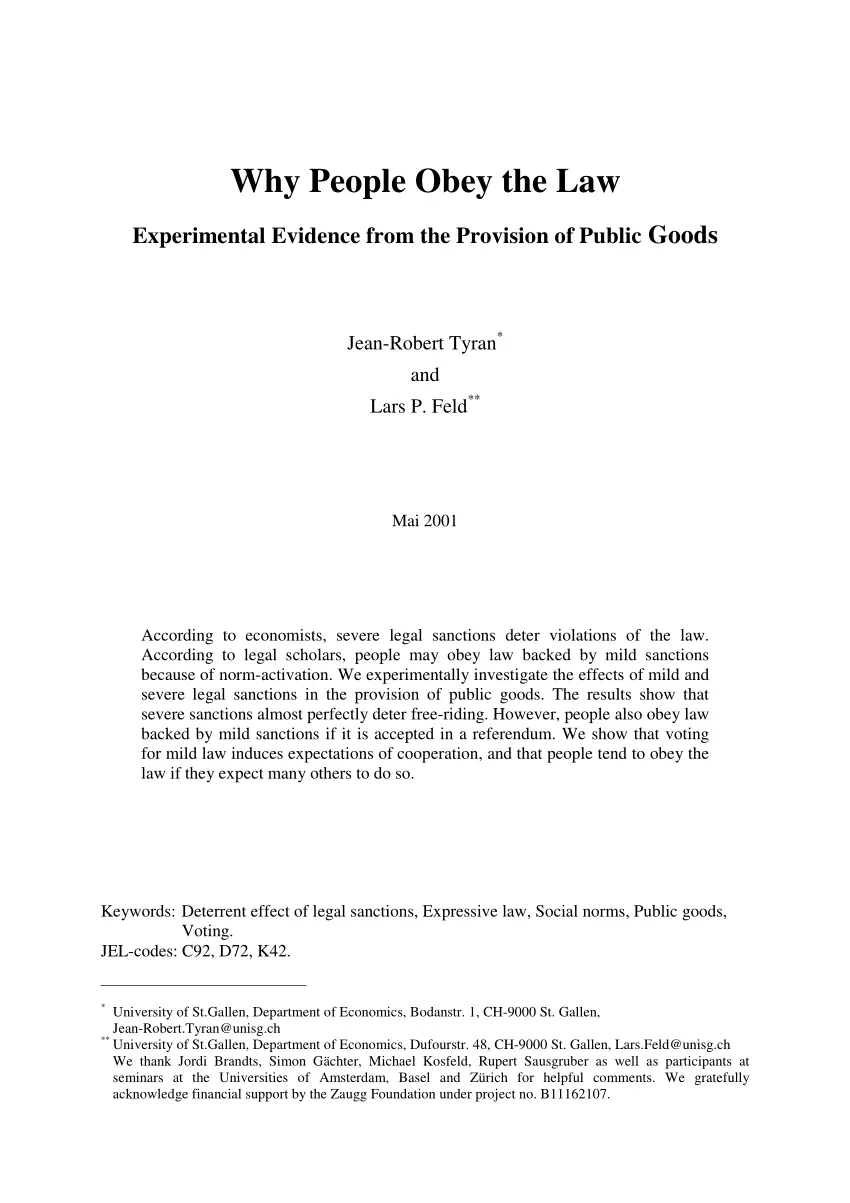 Why People Obey the Law
Experimental Evidence from the Provision of Public Goods
Jean-Robert Tyran*
and
Lars P. Feld**
Mai 2001
According to economists, severe legal sanctions deter violations of the law.
According to legal scholars, people may obey law backed by mild sanctions
because of norm-activation. We experimentally investigate the effects of mild and
severe legal sanctions in the provision of public goods. The results show that
severe sanctions almost perfectly deter free-riding. However, people also obey law
backed by mild sanctions if it is accepted in a referendum. We show that voting
for mild law induces expectations of cooperation, and that people tend to obey the
law if they expect many others to do so.
Keywords: Deterrent effect of legal sanctions, Expressive law, Social norms, Public goods,
Voting.
JEL-codes: C92, D72, K42.
* University of St.Gallen, Department of Economics, Bodanstr. 1, CH-9000 St. Gallen,
Jean-Robert.Tyran@unisg.ch
** University of St.Gallen, Department of Economics, Dufourstr. 48, CH-9000 St. Gallen, Lars.Feld@unisg.ch
We thank Jordi Brandts, Simon Gächter, Michael Kosfeld, Rupert Sausgruber as well as participants at
seminars at the Universities of Amsterdam, Basel and Zürich for helpful comments. We gratefully
acknowledge financial support by the Zaugg Foundation under project no. B11162107.